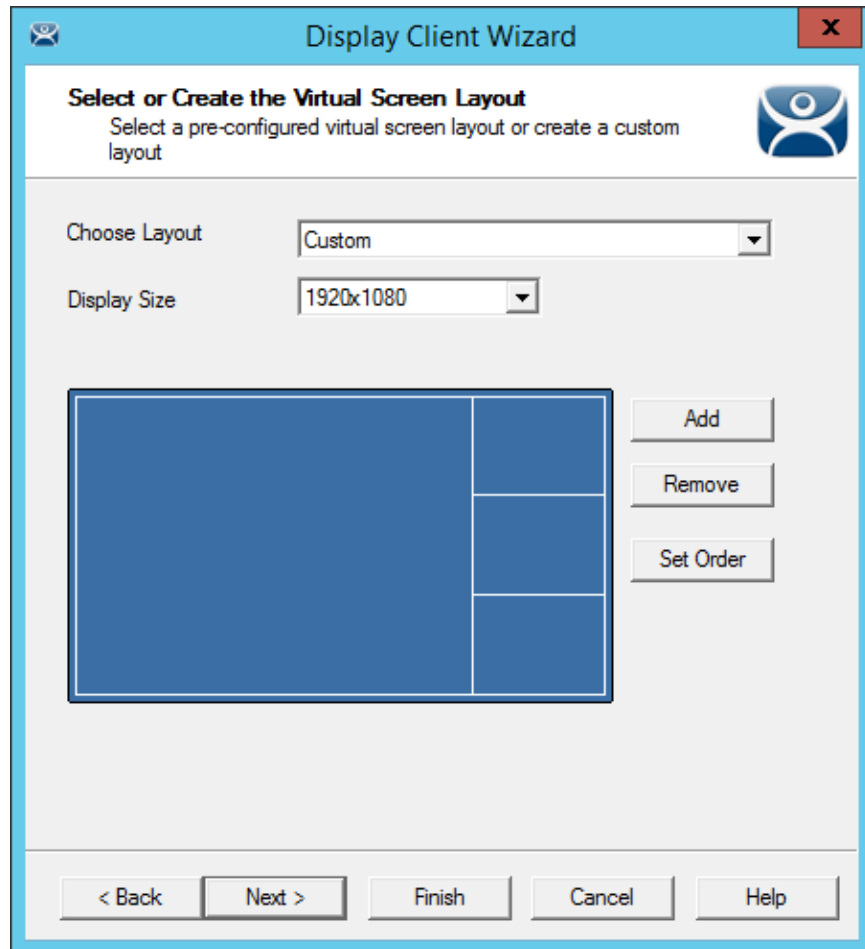 Display Client Wizard
x
Select or Create the Virtual Screen Layout
Select a pre-configured virtual screen layout or create a custom
layout
Choose Layout
Custom
Display Size
1920x1080
Add
Remove
Set Order
< Back
Next >
Finish
Cancel
Help